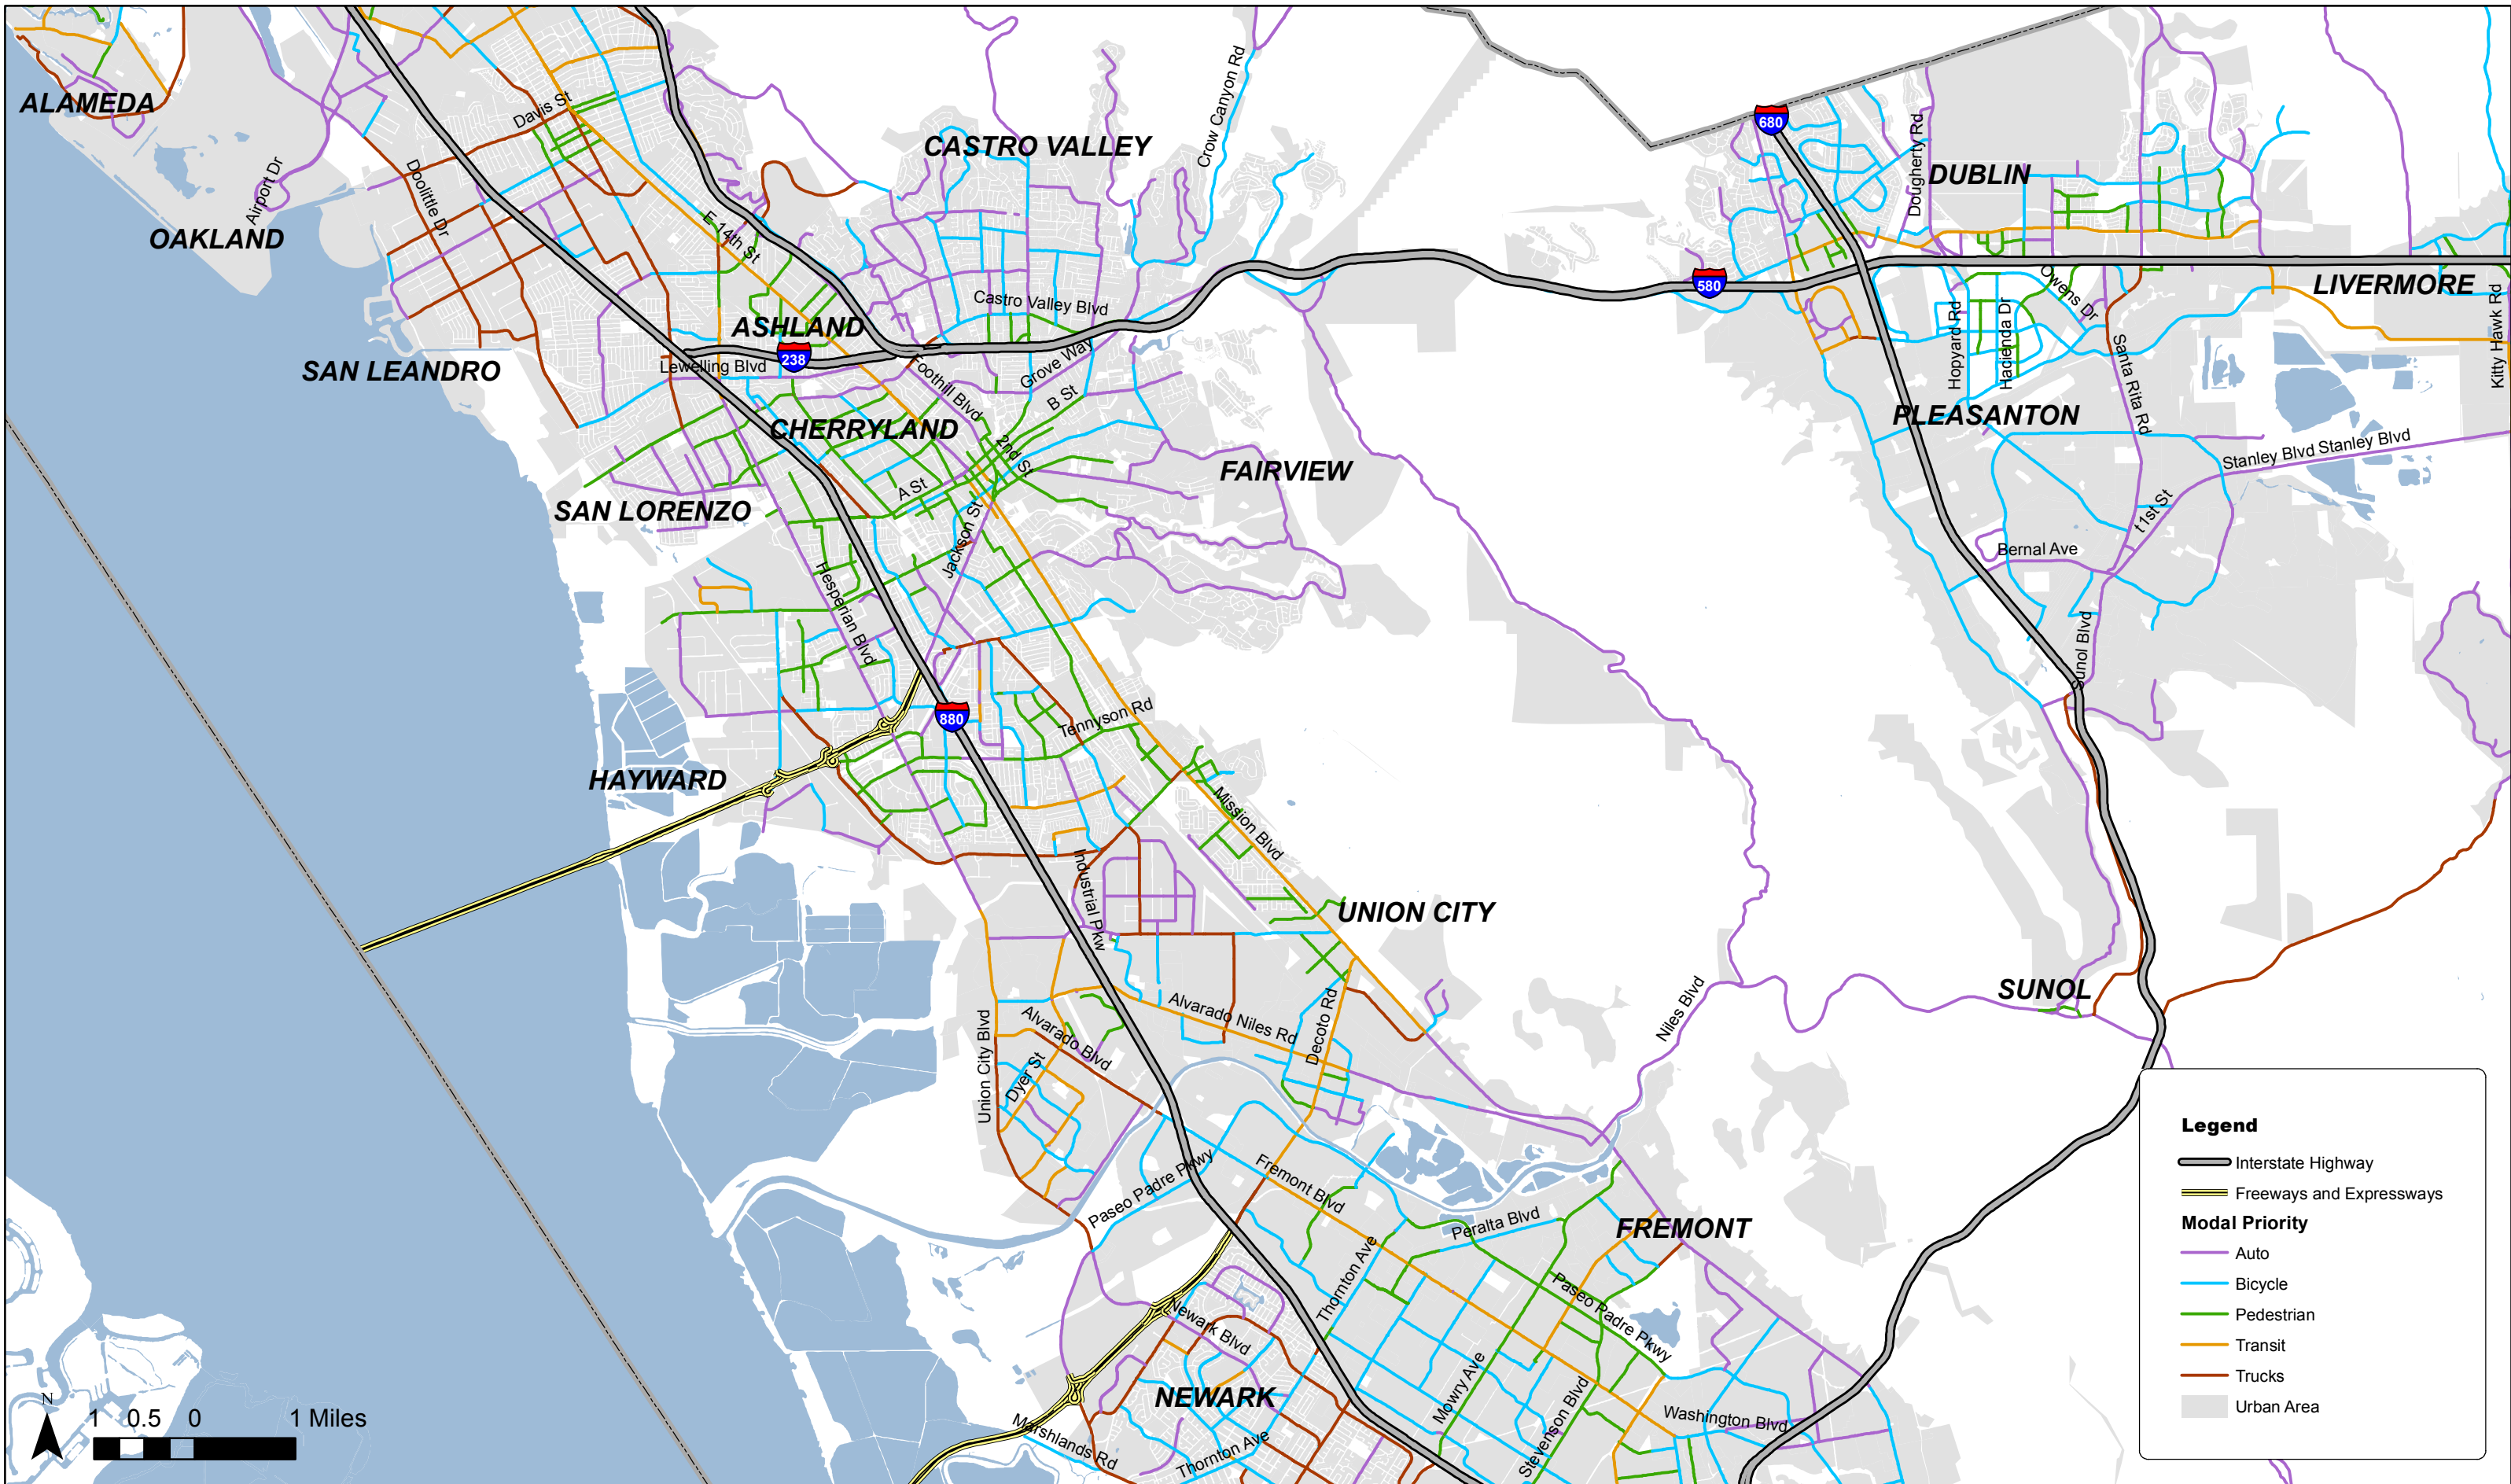 ALAMEDA
Davis St
CASTRO VALLEY
Crow Canyon Rd
680
Dougherty Rd
DUBLIN
Airport Dr
Doolittle Dr
OAKLAND
E 14th St
580
Owens Dr
LIVERMORE
Castro Valley Blvd
ASHLAND
238
Hopyard Rd
Hacienda Dr
Kitty Hawk Rd
SAN LEANDRO
Lewelling Blvd
Foothill Blvd
Grove Way
B St
Santa Rita Rd
CHERRYLAND
PLEASANTON
2nd St
Stanley Blvd Stanley Blvd
FAIRVIEW
A St
SAN LORENZO
t1st St
Jackson St
Bernal Ave
Hesperian Blvd
Sunol Blvd
880
Tennyson Rd
HAYWARD
Mission Blvd
Industrial Pkw
UNION CITY
SUNOL
Niles Blvd
Alvarado Niles Rd
Decoto Rd
Union City Blvd
Alvarado Blvd
Dyer St
Paseo Padre Pkwy
Fremont Blvd
Peralta Blvd
FREMONT
Thornton Ave
Paseo Padre Pkwy
Newark Blvd
NEWARK
Mowry Ave
Stevenson Blvd
Washington Blvd
Marshlands Rd
Thornton Ave
N
1 0.5 0 1 Miles
Legend
Interstate Highway
Freeways and Expressways
Modal Priority
Auto
Bicycle
Pedestrian
Transit
Trucks
Urban Area